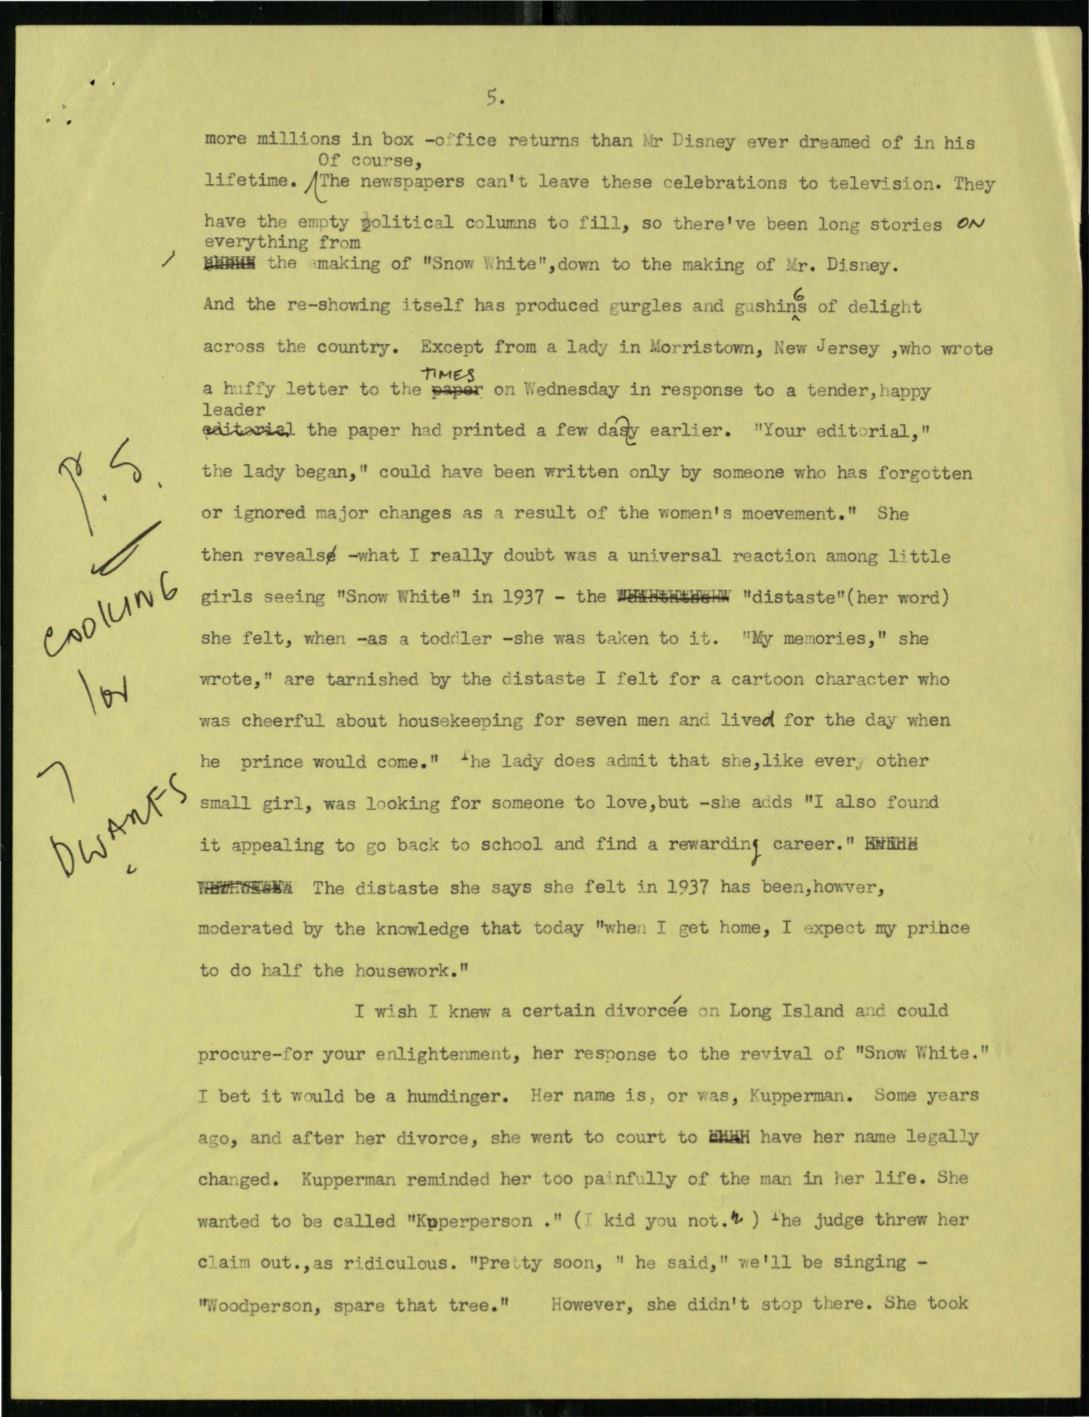 5.
more millions in box -office returns than Mr Disney ever dreamed of in his
Of course,
lifetime. The newspapers can't leave these celebrations to television. They
have the empty political columns to fill, so there've been long stories ON
everything from
the making of "Snow White",down to the making of Mr. Disney.
And the re-showing itself has produced gurgles and gushinGs of delight
across the country. Except from a lady in Morristown, New Jersey ,who wrote
TIMES
a huffy letter to the paper on Wednesday in response to a tender,happy
leader
editorial the paper had printed a few dasy earlier. "Your editorial,"
the lady began," could have been written only by someone who has forgotten
or ignored major changes as a result of the women's moevement." She
then reveals -what I really doubt was a universal reaction among little
girls seeing "Snow White" in 1937 - the "distaste"(her word)
she felt, when -as a toddler -she was taken to it. "My memories," she
wrote," are tarnished by the distaste I felt for a cartoon character who
was cheerful about housekeeping for seven men and lived for the day when
he prince would come." The lady does admit that she,like every other
small girl, was looking for someone to love,but -she adds "I also found
it appealing to go back to school and find a rewarding career."
The distaste she says she felt in 1937 has been,howver,
moderated by the knowledge that today "when I get home, I expect my prince
to do half the housework."
I wish I knew a certain divorcée on Long Island and could
procure-for your enlightenment, her response to the revival of "Snow White."
I bet it would be a humdinger. Her name is, or was, Kupperman. Some years
ago, and after her divorce, she went to court to have her name legally
changed. Kupperman reminded her too painfully of the man in her life. She
wanted to be called "Kpperperson ." (I kid you not. ) The judge threw her
claim out.,as ridiculous. "Pretty soon, " he said," we'll be singing -
"Woodperson, spare that tree." However, she didn't stop there. She took
P.S.
COOKING
for
7
DWARFS